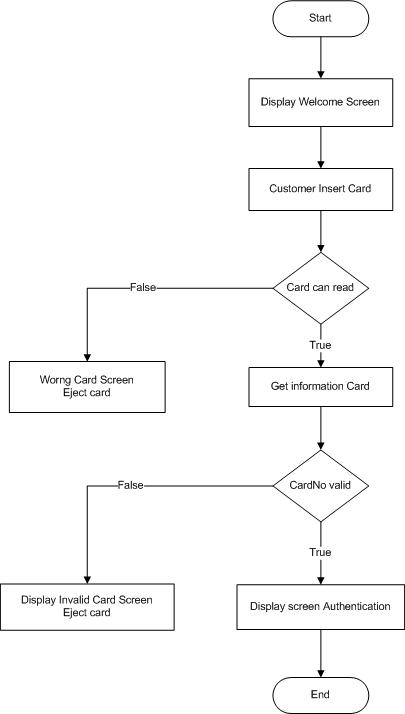 Start
Display Welcome Screen
Customer Insert Card
Card can read
False
True
Worng Card Screen
Eject card
Get information Card
CardNo valid
False
True
Display Invalid Card Screen
Eject card
Display screen Authentication
End